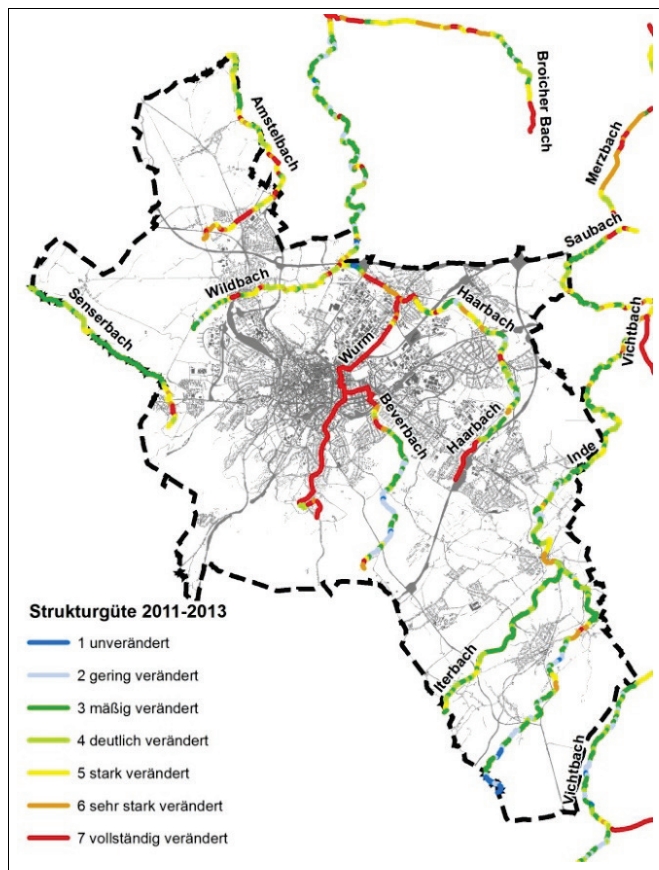 Broicher Bach
Amstelbach
Merzbach
Saubach
Wildbach
Senserbach
Haarbach
Vichtbach
Wurm
Beverbach
Haarbach
Inde
Strukturgüte 2011-2013
1 unverändert
2 gering verändert
3 mäßig verändert
4 deutlich verändert
5 stark verändert
6 sehr stark verändert
7 vollständig verändert
Iterbach
Vichtbach